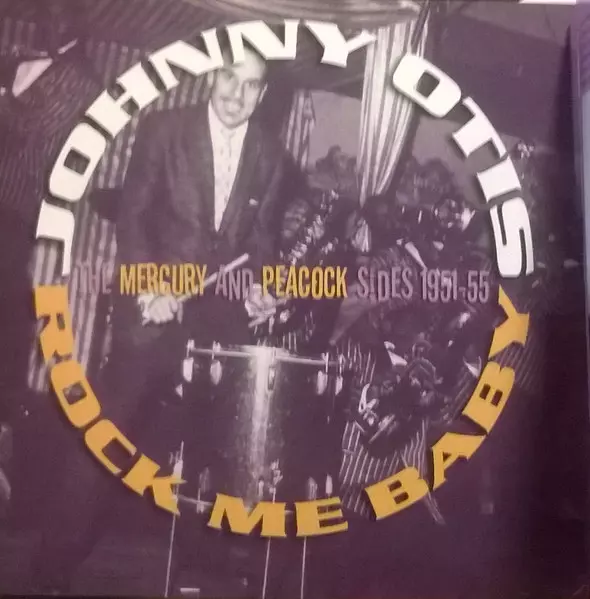 JOHNNY OTIS
THE MERCURY AND PEACOCK SIDES 1951-55
ROCK ME BABY